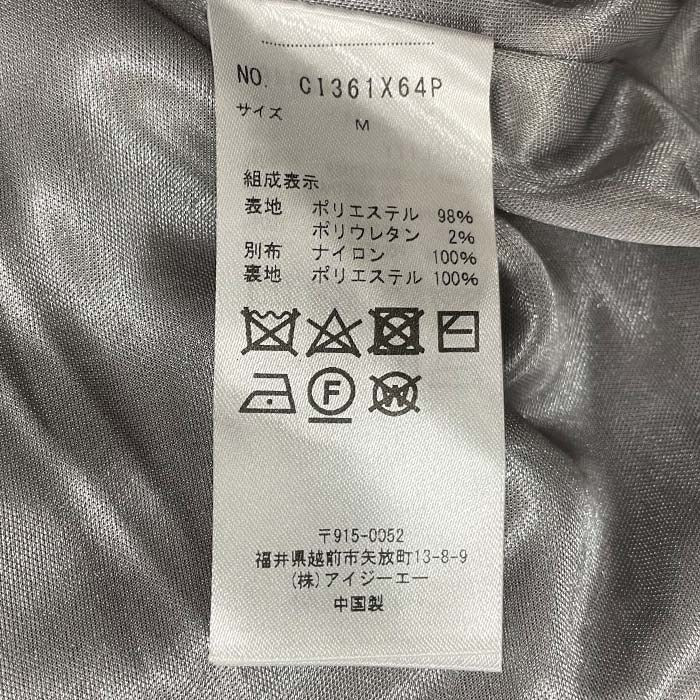 NO. CI361X64P
サイズ
M
組成表示
表地 ポリエステル 98%
ポリウレタン 2%
別布 ナイロン 100%
裏地 ポリエステル 100%
F
W
〒915-0052
福井県越前市矢放町13-8-9
(株)アイジーエー
中国製